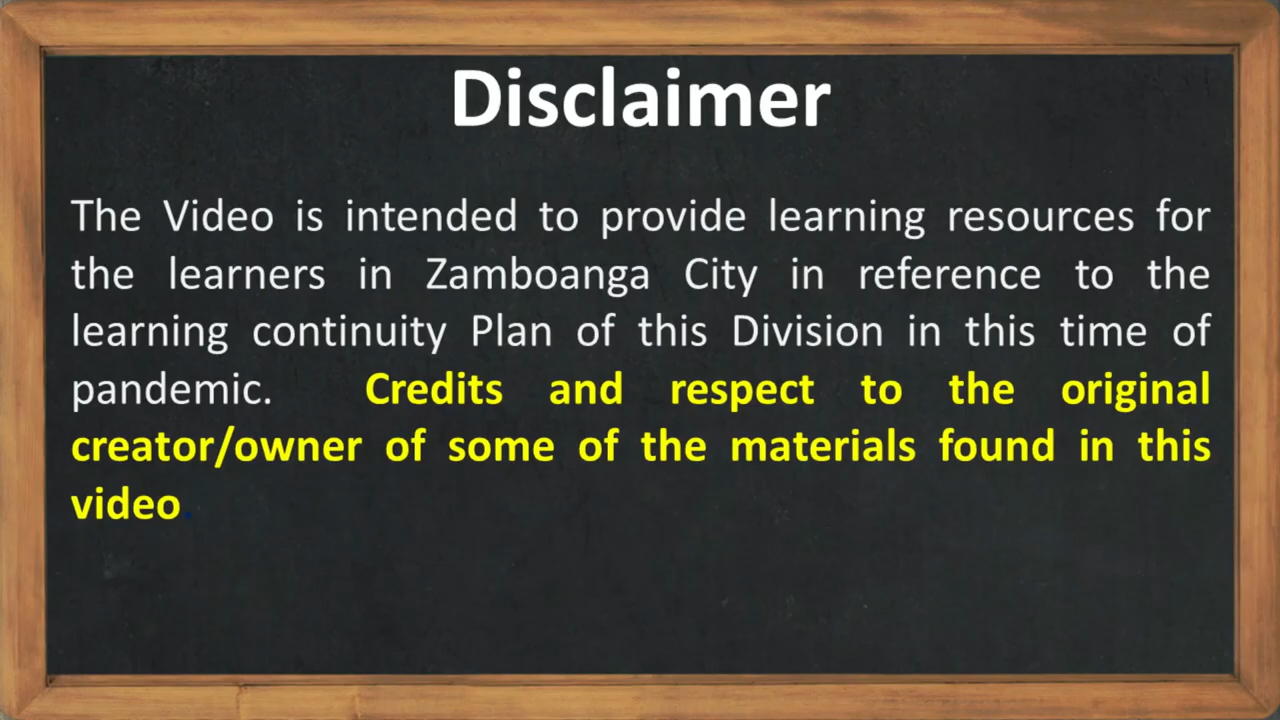 Disclaimer
The Video is intended to provide learning resources for
the learners in Zamboanga City in reference to the
learning continuity Plan of this Division in this time of
pandemic. Credits and respect to the original
creator/owner of some of the materials found in this
video.